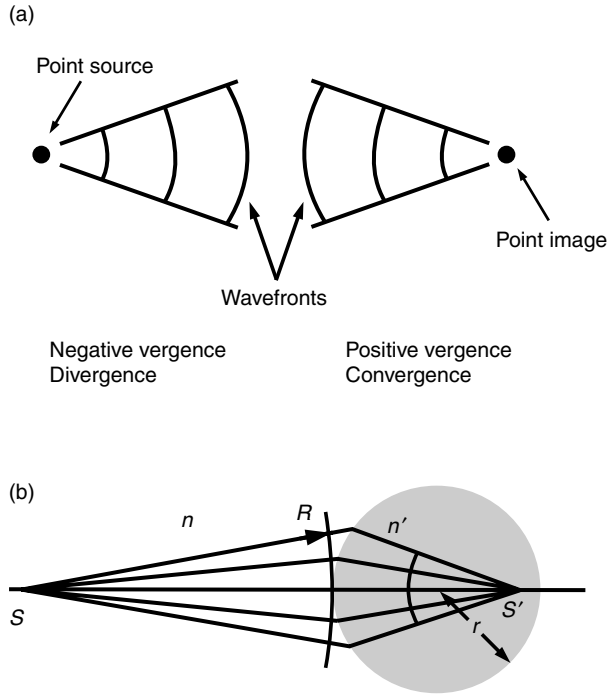 (a)
Point source
Point image
Wavefronts
Negative vergence
Divergence
Positive vergence
Convergence
(b)
n
R
n'
S
S'
r